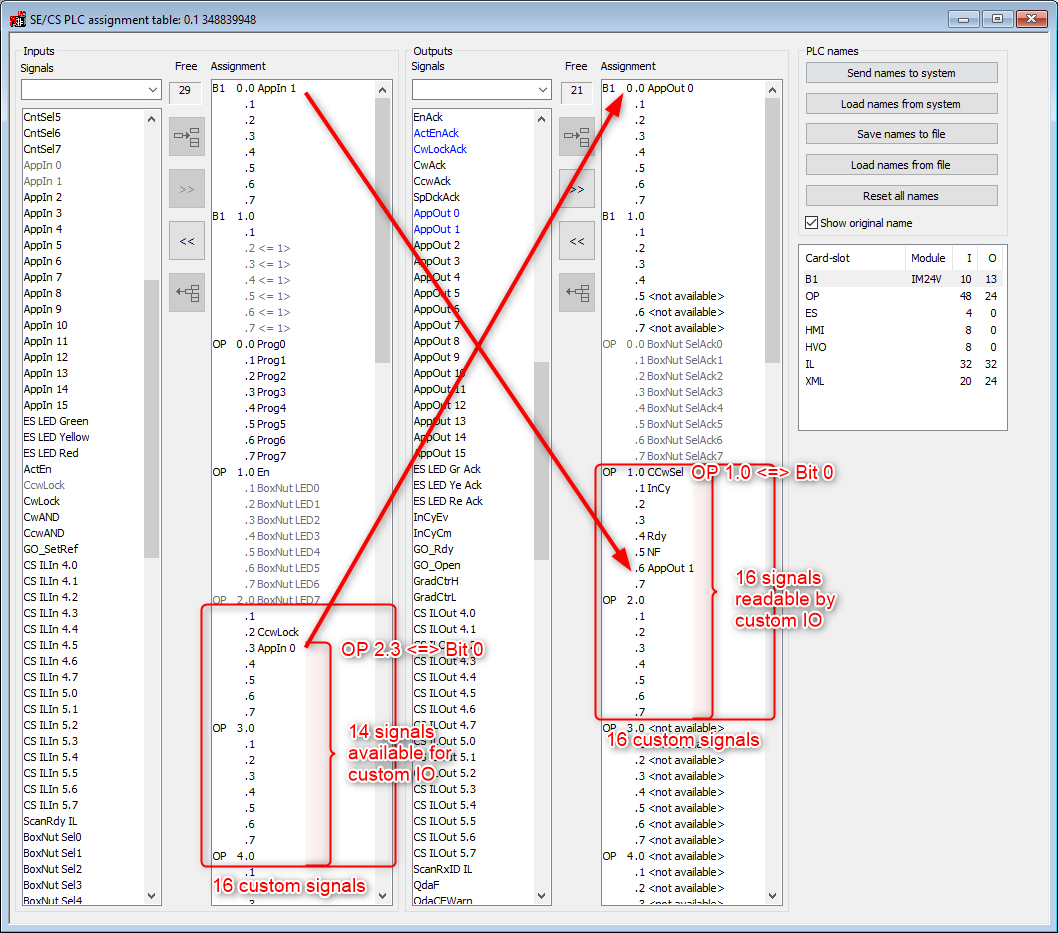 SE/CS PLC assignment table: 0.1 348839948
Inputs
Signals
Free
Assignment
29
CntSel5
CntSel6
CntSel7
AppIn 0
AppIn 1
AppIn 2
AppIn 3
AppIn 4
AppIn 5
AppIn 6
AppIn 7
AppIn 8
AppIn 9
AppIn 10
AppIn 11
AppIn 12
AppIn 13
AppIn 14
AppIn 15
ES LED Green
ES LED Yellow
ES LED Red
ActEn
CcwLock
CwLock
CwAND
CcwAND
GO_SetRef
CS ILIn 4.0
CS ILIn 4.1
CS ILIn 4.2
CS ILIn 4.3
CS ILIn 4.4
CS ILIn 4.5
CS ILIn 4.6
CS ILIn 4.7
CS ILIn 5.0
CS ILIn 5.1
CS ILIn 5.2
CS ILIn 5.3
CS ILIn 5.4
CS ILIn 5.5
CS ILIn 5.6
CS ILIn 5.7
ScanRdy IL
BoxNut Sel0
BoxNut Sel1
BoxNut Sel2
BoxNut Sel3
BoxNut Sel4
>>
<<
B1 0.0 AppIn 1
.1
.2
.3
.4
.5
.6
.7
B1 1.0
.1
.2 <= 1>
.3 <= 1>
.4 <= 1>
.5 <= 1>
.6 <= 1>
.7 <= 1>
OP 0.0 Prog0
.1 Prog1
.2 Prog2
.3 Prog3
.4 Prog4
.5 Prog5
.6 Prog6
.7 Prog7
OP 1.0 En
.1 BoxNut LED0
.2 BoxNut LED1
.3 BoxNut LED2
.4 BoxNut LED3
.5 BoxNut LED4
.6 BoxNut LED5
.7 BoxNut LED6
OP 2.0 BoxNut LED7
.1
.2 CcwLock
.3 AppIn 0
.4
.5
.6
.7
OP 3.0
.1
.2
.3
.4
.5
.6
.7
OP 4.0
.1
.2
.3
OP 2.3 <=> Bit 0
14 signals
available for
custom IO
16 custom signals
Outputs
Signals
Free
Assignment
21
EnAck
ActEnAck
CwLockAck
CwAck
CcwAck
SpDckAck
AppOut 0
AppOut 1
AppOut 2
AppOut 3
AppOut 4
AppOut 5
AppOut 6
AppOut 7
AppOut 8
AppOut 9
AppOut 10
AppOut 11
AppOut 12
AppOut 13
AppOut 14
AppOut 15
ES LED Gr Ack
ES LED Ye Ack
ES LED Re Ack
InCyEv
InCyCm
GO_Rdy
GO_Open
GradCtrH
GradCtrL
CS ILOut 4.0
CS ILOut 4.1
CS ILOut 4.2
CS ILOut 4.3
CS ILOut 4.4
CS ILOut 4.5
CS ILOut 4.6
CS ILOut 4.7
CS ILOut 5.0
CS ILOut 5.1
CS ILOut 5.2
CS ILOut 5.3
CS ILOut 5.4
CS ILOut 5.5
CS ILOut 5.6
CS ILOut 5.7
ScanRxID IL
QdaF
QdaCEWarn
>>
<<
B1 0.0 AppOut 0
.1
.2
.3
.4
.5
.6
.7
B1 1.0
.1
.2
.3
.4
.5 <not available>
.6 <not available>
.7 <not available>
OP 0.0 BoxNut SelAck0
.1 BoxNut SelAck1
.2 BoxNut SelAck2
.3 BoxNut SelAck3
.4 BoxNut SelAck4
.5 BoxNut SelAck5
.6 BoxNut SelAck6
.7 BoxNut SelAck7
OP 1.0 CCwSel
.1 InCy
.2
.3
.4 Rdy
.5 NF
.6 AppOut 1
.7
OP 2.0
.1
.2
.3
.4
.5
.6
.7
OP 3.0 <not available>
.2 <not available>
.3 <not available>
.4 <not available>
.5 <not available>
.6 <not available>
.7 <not available>
OP 4.0 <not available>
.1 <not available>
.2 <not available>
.3 <not available>
OP 1.0 <=> Bit 0
16 signals
readable by
custom IO
16 custom signals
PLC names
Send names to system
Load names from system
Save names to file
Load names from file
Reset all names
Show original name
Card-slot Module I O
B1 IM24V 10 13
OP 48 24
ES 4 0
HMI 8 0
HVO 8 0
IL 32 32
XML 20 24